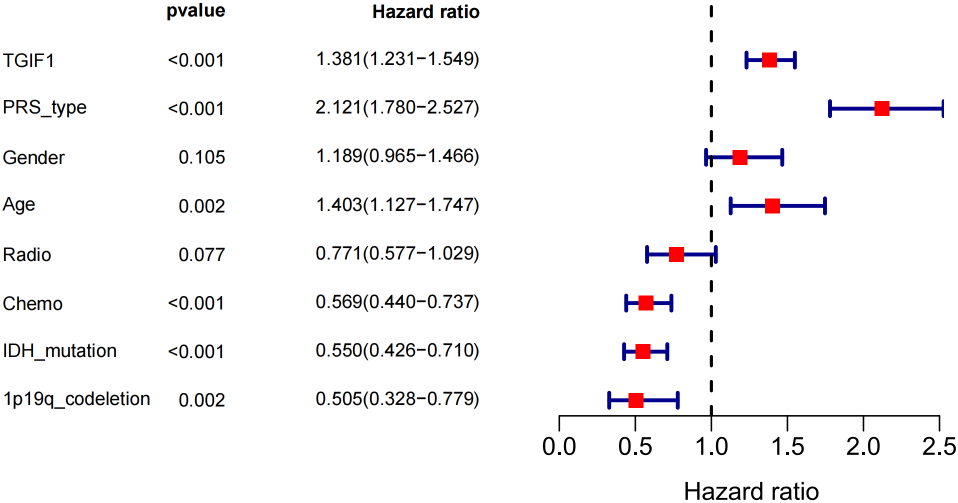 pvalue Hazard ratio
TGIF1 <0.001 1.381(1.231−1.549)
PRS_type <0.001 2.121(1.780−2.527)
Gender 0.105 1.189(0.965−1.466)
Age 0.002 1.403(1.127−1.747)
Radio 0.077 0.771(0.577−1.029)
Chemo <0.001 0.569(0.440−0.737)
IDH_mutation <0.001 0.550(0.426−0.710)
1p19q_codeletion 0.002 0.505(0.328−0.779)
0.0 0.5 1.0 1.5 2.0 2.5
Hazard ratio